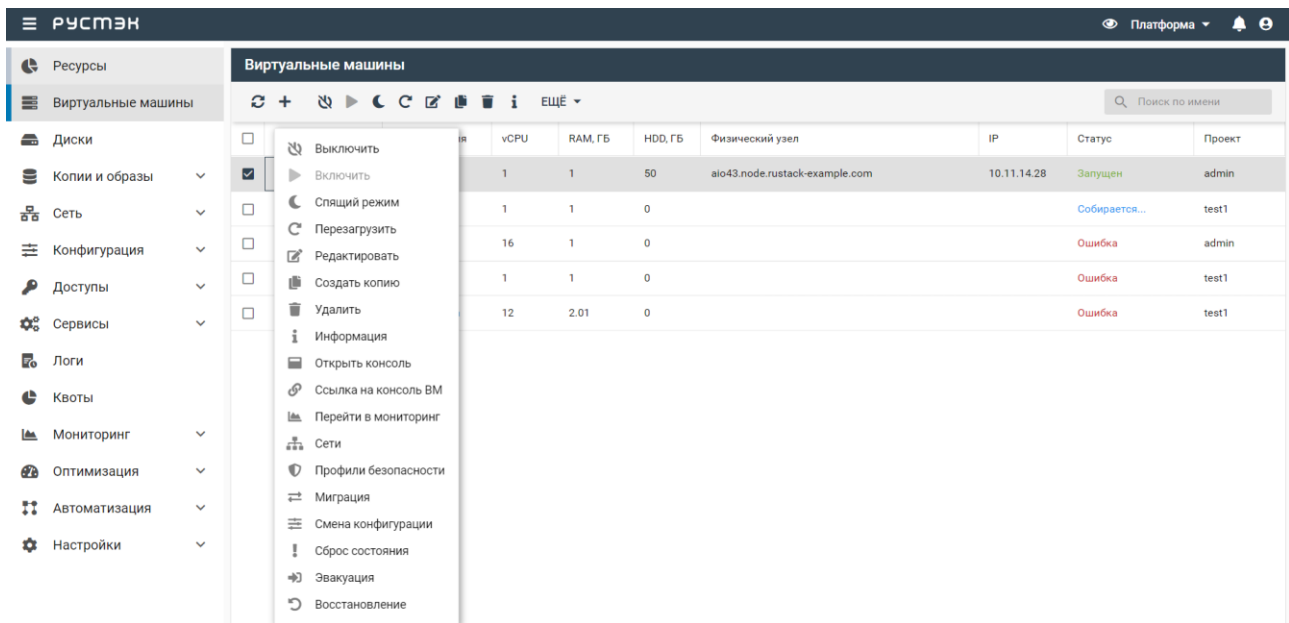 РУСТЭК
Платформа
Ресурсы
Виртуальные машины
Диски
Копии и образы
Сеть
Конфигурация
Доступы
Сервисы
Логи
Квоты
Мониторинг
Оптимизация
Автоматизация
Настройки
Виртуальные машины
ЕЩЁ
Поиск по имени
vCPU RAM, ГБ HDD, ГБ Физический узел IP Статус Проект
1 1 50 aio43.node.rustack-example.com 10.11.14.28 Запущен admin
1 1 0 Собирается... test1
16 1 0 Ошибка admin
1 1 0 Ошибка test1
12 2.01 0 Ошибка test1
Выключить
Включить
Спящий режим
Перезагрузить
Редактировать
Создать копию
Удалить
Информация
Открыть консоль
Ссылка на консоль ВМ
Перейти в мониторинг
Сети
Профили безопасности
Миграция
Смена конфигурации
Сброс состояния
Эвакуация
Восстановление